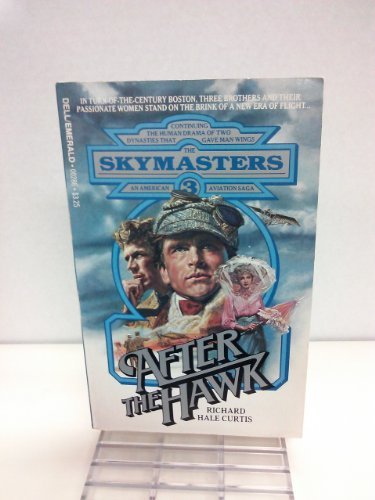 IN TURN-OF-THE-CENTURY BOSTON, THREE BROTHERS AND THEIR
PASSIONATE WOMEN STAND ON THE BRINK OF A NEW ERA OF FLIGHT...
DELL/EMERALD • 00266 • $3.25
CONTINUING
THE HUMAN DRAMA OF TWO
DYNASTIES THAT GAVE MAN WINGS
THE
SKYMASTERS
AN AMERICAN 3 AVIATION SAGA
AFTER
THE HAWK
RICHARD
HALE CURTIS